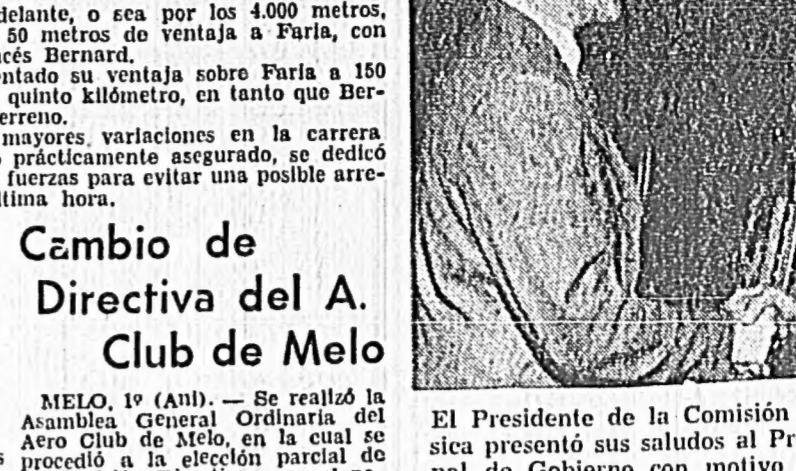 delante, o sea por los 4.000 metros,
50 metros de ventaja a Faria, con
cés Bernard.
entado su ventaja sobre Faria a 150
quinto kilómetro, en tanto que Ber-
erreno.
mayores variaciones en la carrera
prácticamente asegurado, se dedicó
fuerzas para evitar una posible arre-
ltima hora.
Cambio de
Directiva del A.
Club de Melo
MELO, 1º (Ani). — Se realizó la
Asamblea General Ordinaria del
Aero Club de Melo, en la cual se
procedió a la elección parcial de
El Presidente de la Comisión
sica presentó sus saludos al Pr
nal de Gobierno con motivo